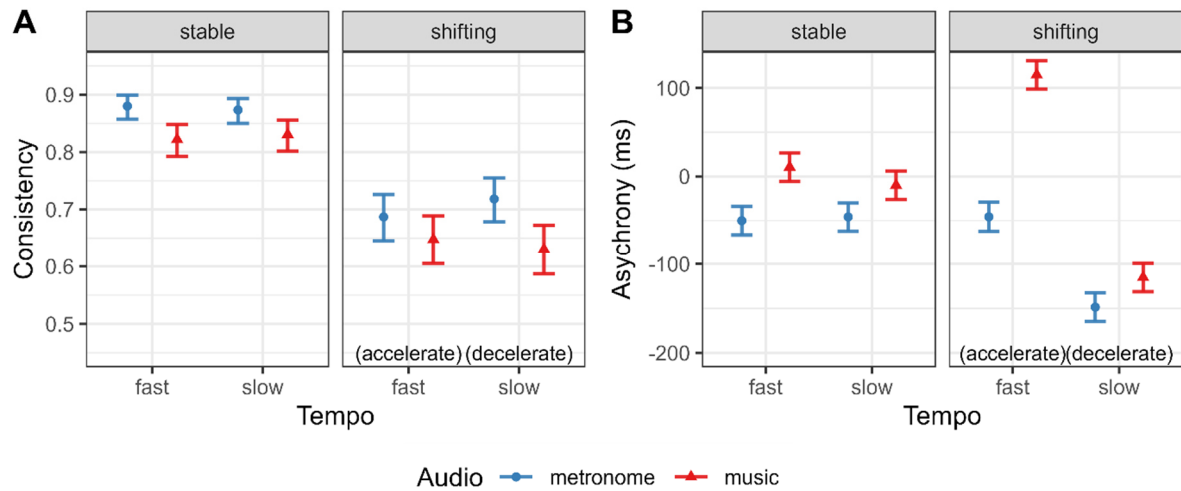 A
stable
shifting
Consistency
0.9
0.8
0.7
0.6
0.5
(accelerate) (decelerate)
fast
slow
fast
slow
Tempo
B
stable
shifting
Asychrony (ms)
100
0
-100
-200
(accelerate) (decelerate)
fast
slow
fast
slow
Tempo
Audio metronome music